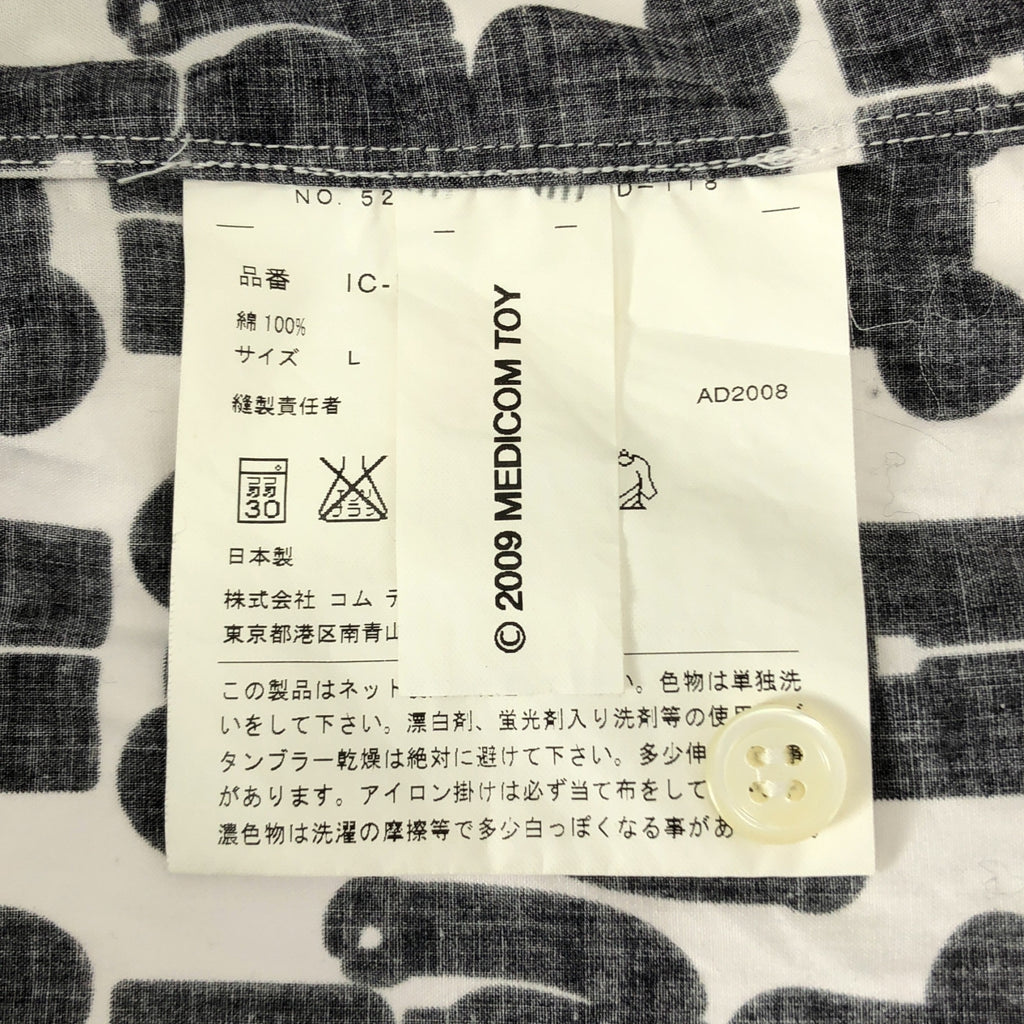 NO. 52 D-118
品番 IC-
綿 100%
サイズ L
AD2008
縫製責任者
弱
30
日本製
株式会社 コム デ
東京都港区南青山
© 2009 MEDICOM TOY
この製品はネット い。色物は単独洗
いをして下さい。漂白剤、蛍光剤入り洗剤等の使
タンブラー乾燥は絶対に避けて下さい。多少伸
があります。アイロン掛けは必ず当て布をして
濃色物は洗濯の摩擦等で多少白っぽくなる事があ